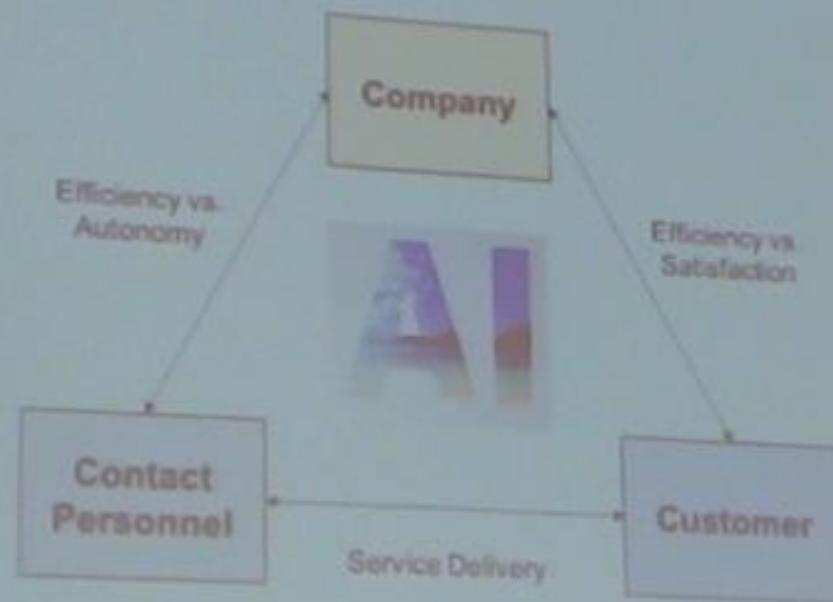 Company
Efficiency vs.
Autonomy
Efficiency vs
Satisfaction
AI
Contact
Personnel
Customer
Service Delivery